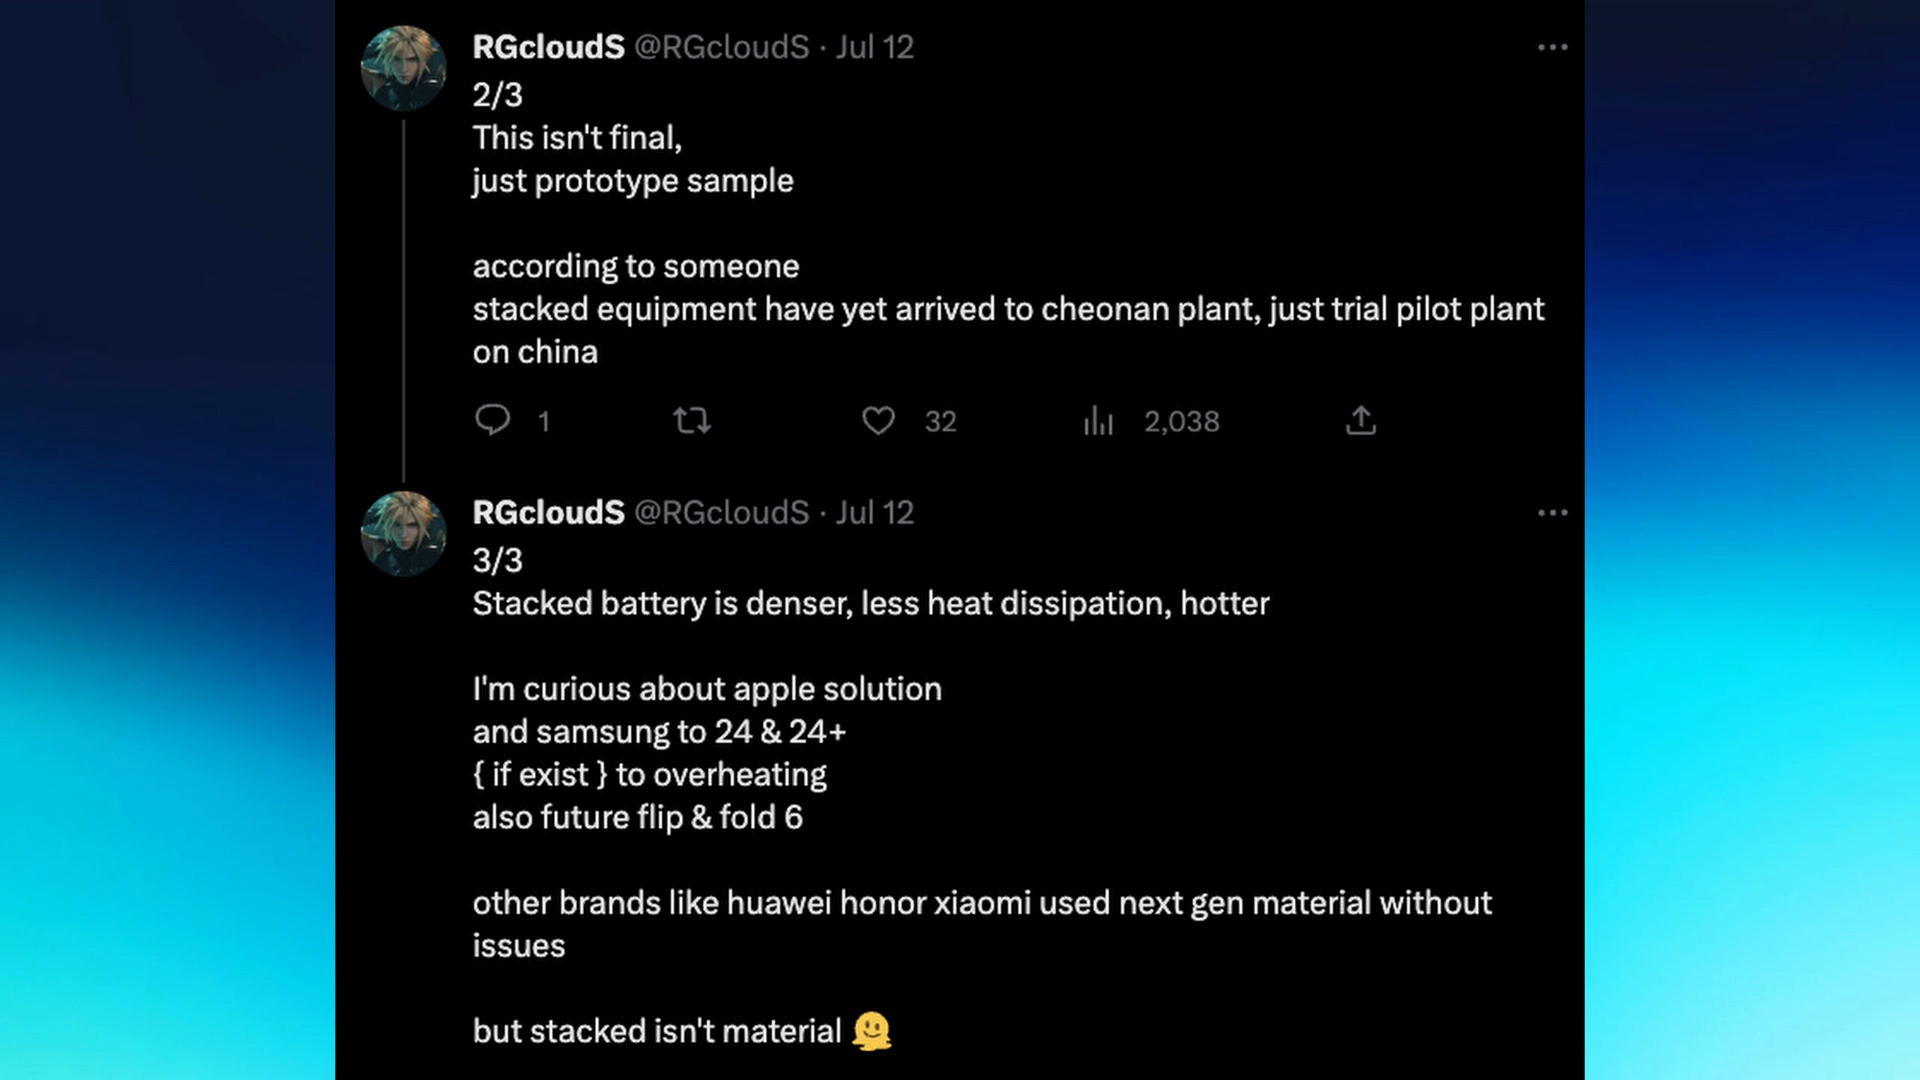 RGcloudS @RGcloudS · Jul 12
2/3
This isn't final,
just prototype sample
according to someone
stacked equipment have yet arrived to cheonan plant, just trial pilot plant
on china
1 32 2,038
RGcloudS @RGcloudS · Jul 12
3/3
Stacked battery is denser, less heat dissipation, hotter
I'm curious about apple solution
and samsung to 24 & 24+
{ if exist } to overheating
also future flip & fold 6
other brands like huawei honor xiaomi used next gen material without
issues
but stacked isn't material 🫠